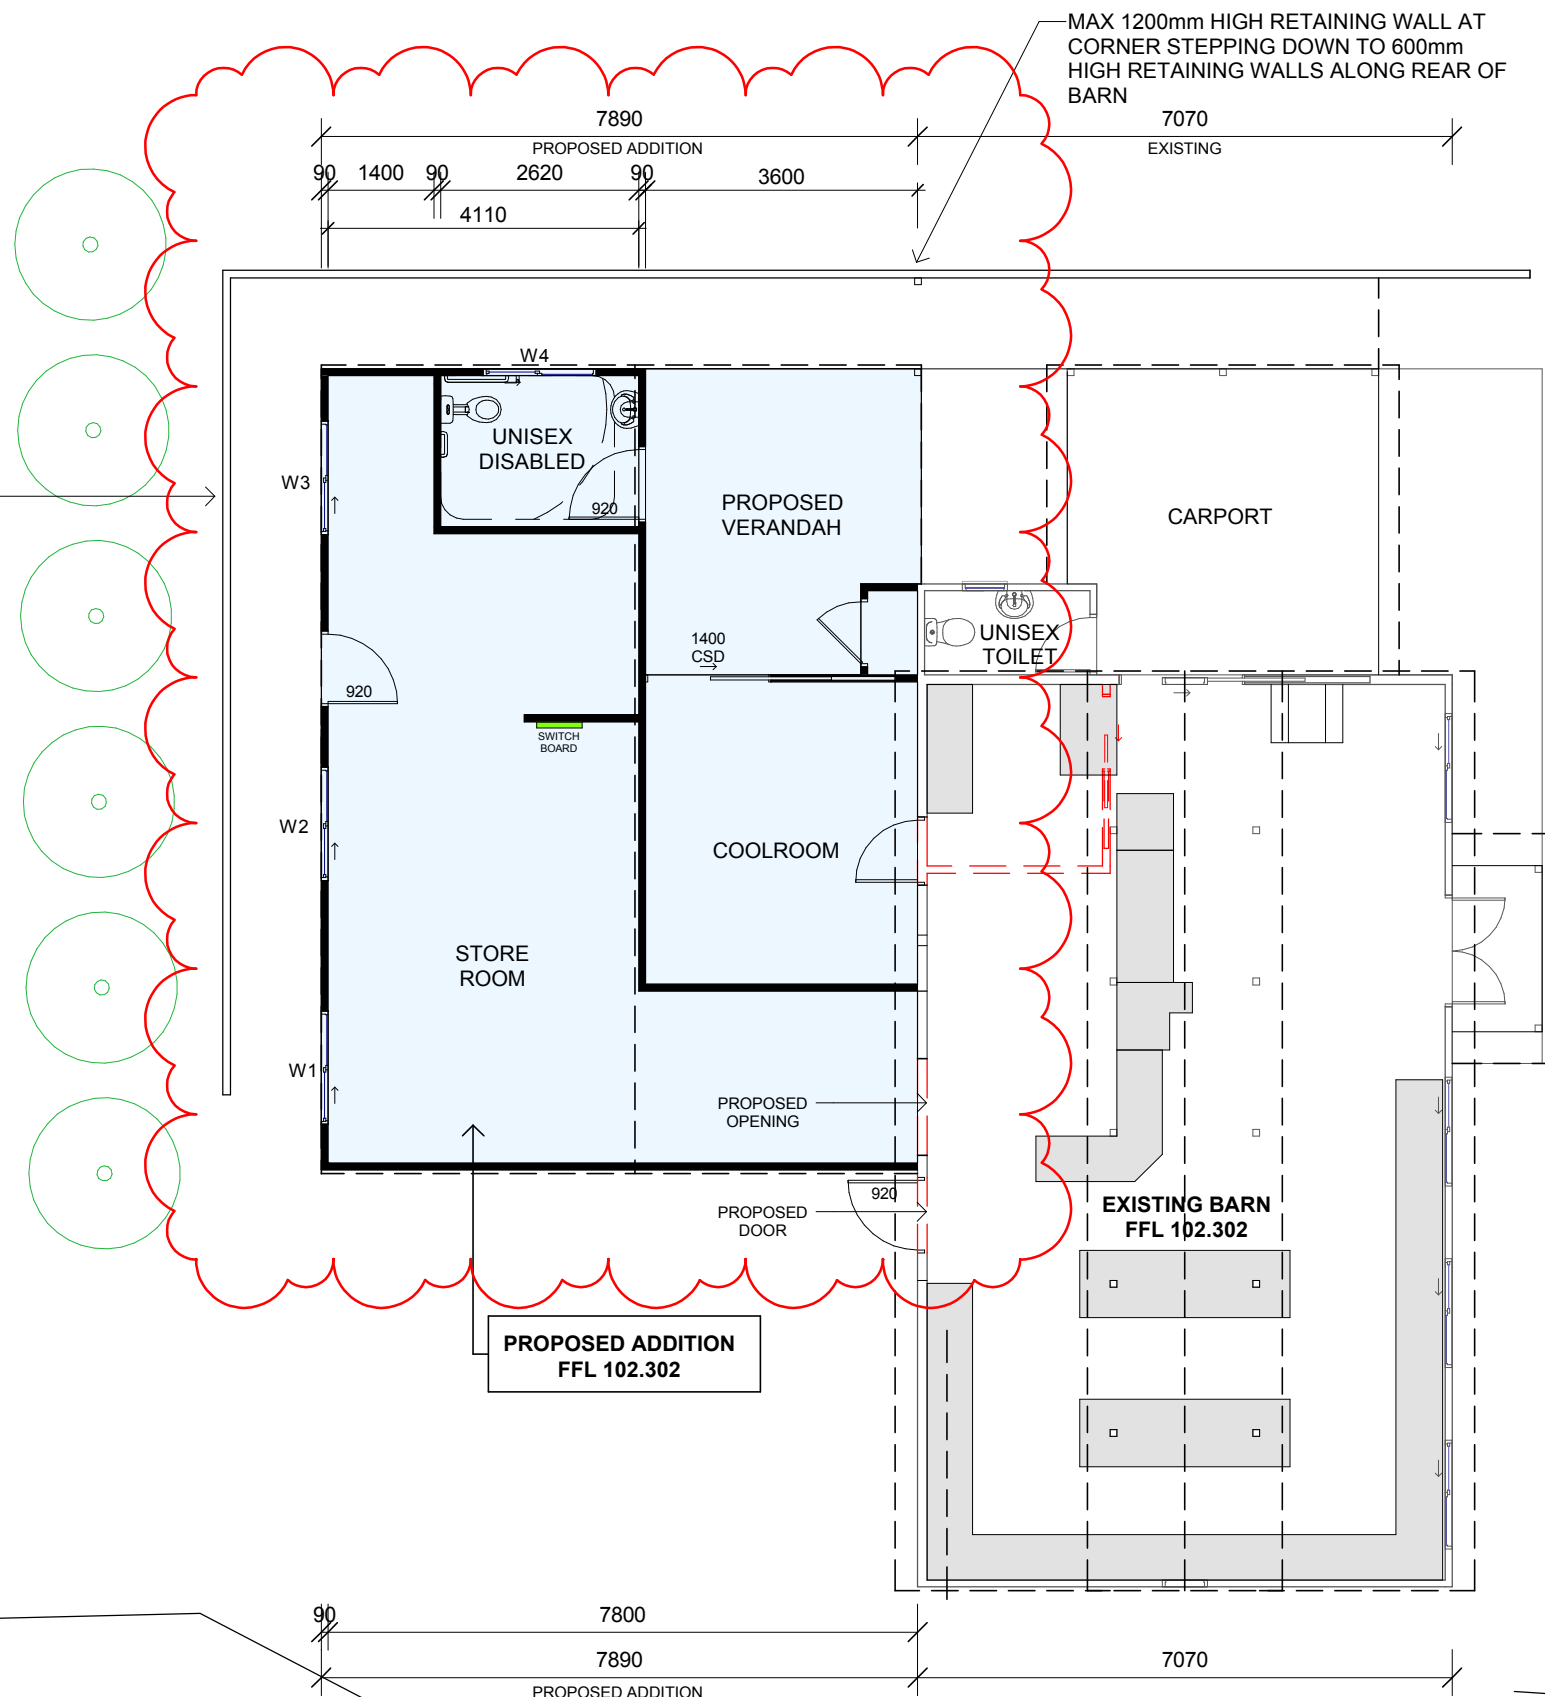 MAX 1200mm HIGH RETAINING WALL AT
CORNER STEPPING DOWN TO 600mm
HIGH RETAINING WALLS ALONG REAR OF
BARN
7890
7070
PROPOSED ADDITION
EXISTING
90
1400
90
2620
90
3600
4110
W4
UNISEX
DISABLED
W3
920
PROPOSED
VERANDAH
CARPORT
UNISEX
TOILET
1400
CSD
920
SWITCH
BOARD
W2
COOLROOM
STORE
ROOM
W1
PROPOSED
OPENING
920
PROPOSED
DOOR
EXISTING BARN
FFL 102.302
PROPOSED ADDITION
FFL 102.302
90
7800
7890
7070
PROPOSED ADDITION